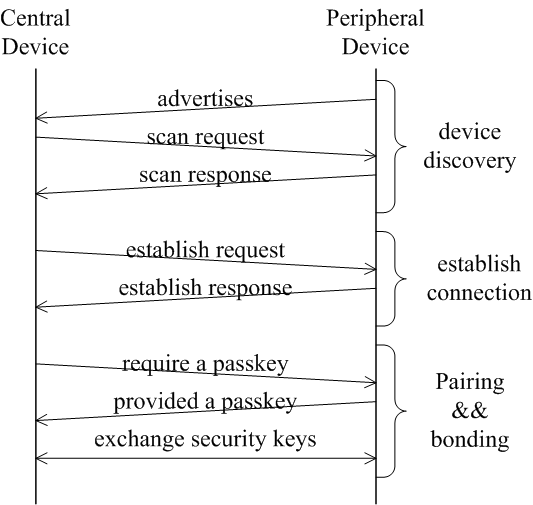 Central
Device
Peripheral
Device
advertises
scan request
scan response
device
discovery
establish request
establish response
establish
connection
require a passkey
provided a passkey
exchange security keys
Pairing
&&
bonding